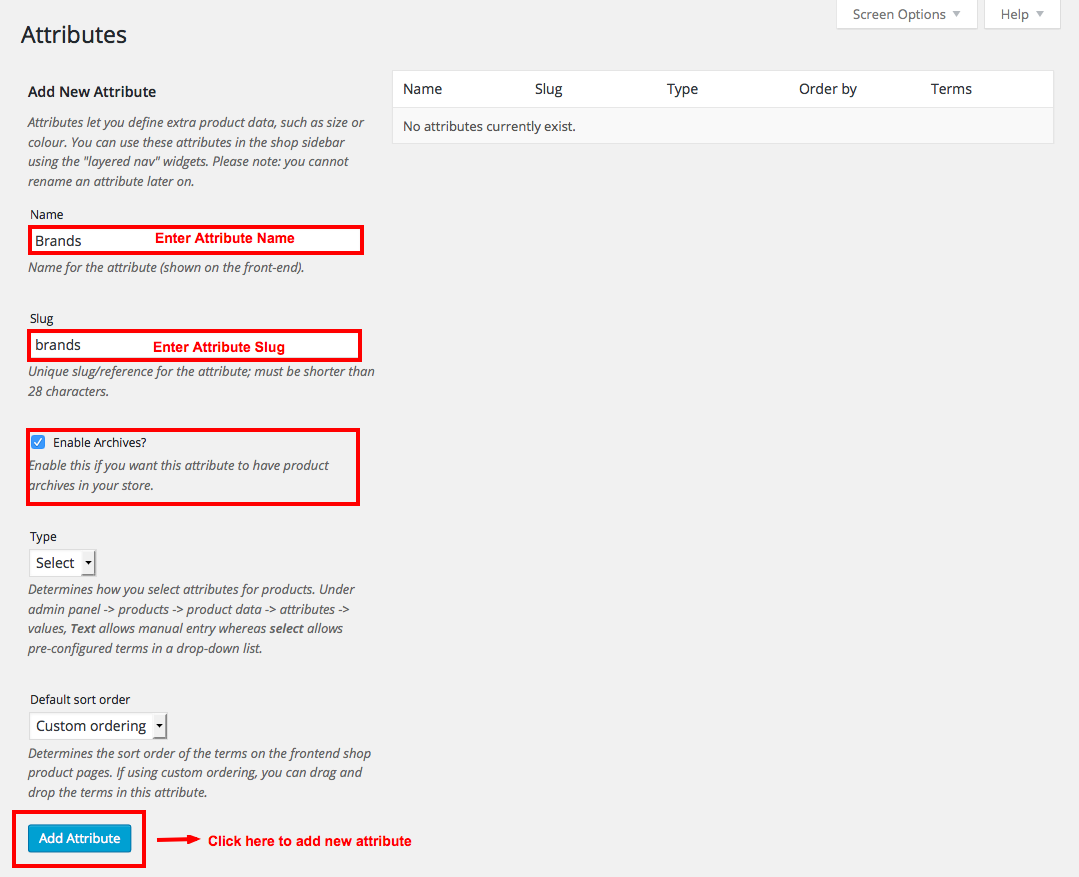 Screen Options
Help
Attributes
Add New Attribute
Attributes let you define extra product data, such as size or
colour. You can use these attributes in the shop sidebar
using the "layered nav" widgets. Please note: you cannot
rename an attribute later on.
Name
Brands Enter Attribute Name
Name for the attribute (shown on the front-end).
Slug
brands Enter Attribute Slug
Unique slug/reference for the attribute; must be shorter than
28 characters.
Enable Archives?
Enable this if you want this attribute to have product
archives in your store.
Type
Select
Determines how you select attributes for products. Under
admin panel -> products -> product data -> attributes ->
values, Text allows manual entry whereas select allows
pre-configured terms in a drop-down list.
Default sort order
Custom ordering
Determines the sort order of the terms on the frontend shop
product pages. If using custom ordering, you can drag and
drop the terms in this attribute.
Add Attribute Click here to add new attribute
Name Slug Type Order by Terms
No attributes currently exist.